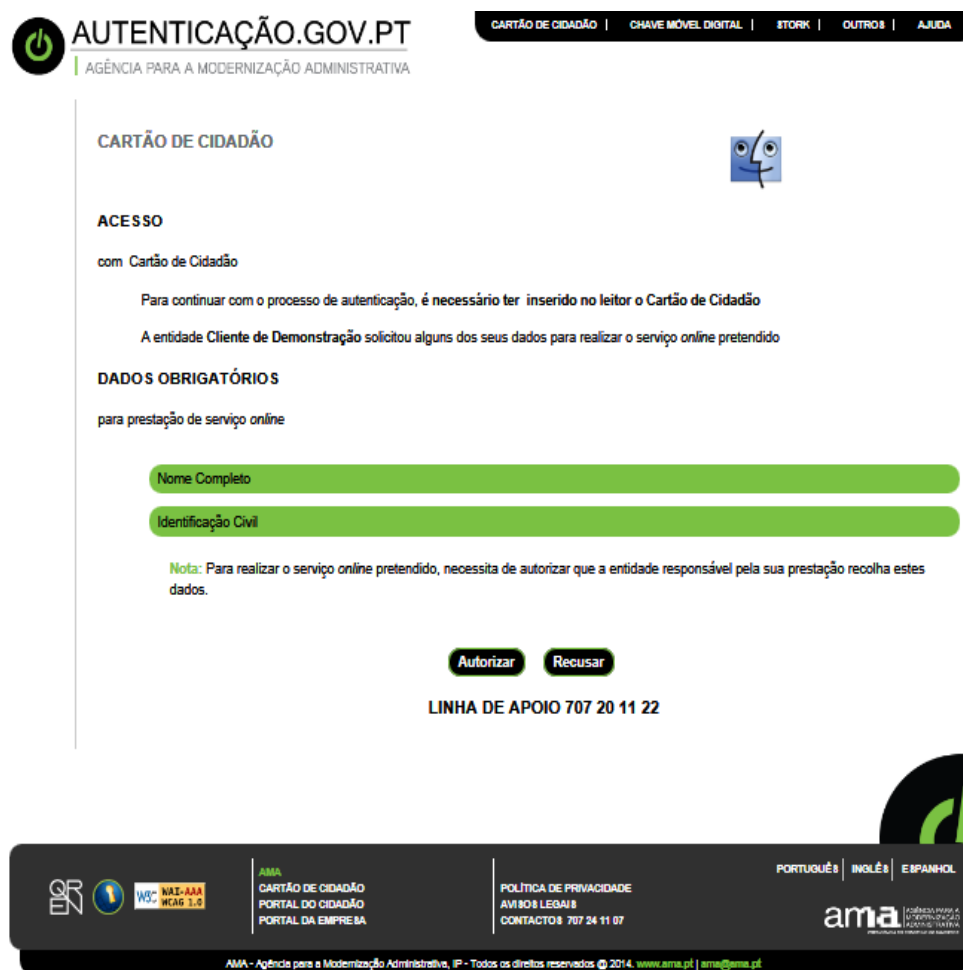 AUTENTICAÇÃO.GOV.PT
AGÊNCIA PARA A MODERNIZAÇÃO ADMINISTRATIVA
CARTÃO DE CIDADÃO | CHAVE MÓVEL DIGITAL | STORK | OUTROS | AJUDA
CARTÃO DE CIDADÃO
ACESSO
com Cartão de Cidadão
Para continuar com o processo de autenticação, é necessário ter inserido no leitor o Cartão de Cidadão
A entidade Cliente de Demonstração solicitou alguns dos seus dados para realizar o serviço online pretendido
DADOS OBRIGATÓRIOS
para prestação de serviço online
Nome Completo
Identificação Civil
Nota: Para realizar o serviço online pretendido, necessita de autorizar que a entidade responsável pela sua prestação recolha estes
dados.
Autorizar Recusar
LINHA DE APOIO 707 20 11 22
QREN
W3C WAI-AAA
WCAG 1.0
AMA
CARTÃO DE CIDADÃO
PORTAL DO CIDADÃO
PORTAL DA EMPRESA
POLÍTICA DE PRIVACIDADE
AVISOS LEGAIS
CONTACTOS 707 24 11 07
PORTUGUÊS | INGLÊS | ESPANHOL
ama
AGÊNCIA PARA A
MODERNIZAÇÃO
ADMINISTRATIVA
AMA - Agência para a Modernização Administrativa, IP - Todos os direitos reservados @ 2014. www.ama.pt | ama@ama.pt